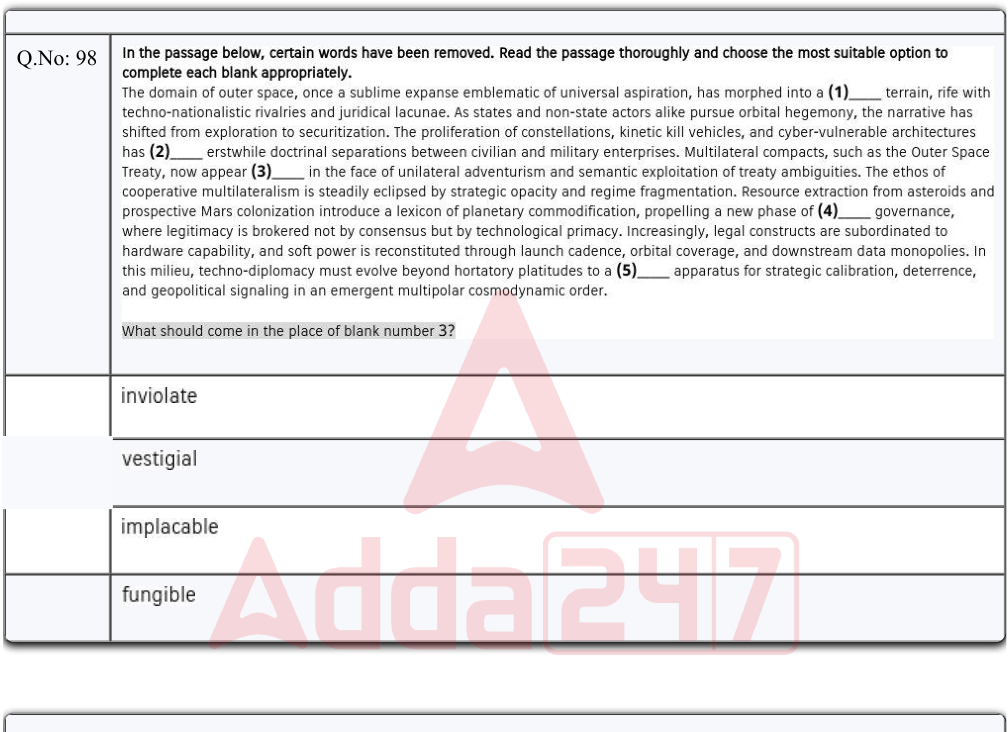 Q.No: 98
In the passage below, certain words have been removed. Read the passage thoroughly and choose the most suitable option to
complete each blank appropriately.
The domain of outer space, once a sublime expanse emblematic of universal aspiration, has morphed into a (1)____ terrain, rife with
techno-nationalistic rivalries and juridical lacunae. As states and non-state actors alike pursue orbital hegemony, the narrative has
shifted from exploration to securitization. The proliferation of constellations, kinetic kill vehicles, and cyber-vulnerable architectures
has (2)____ erstwhile doctrinal separations between civilian and military enterprises. Multilateral compacts, such as the Outer Space
Treaty, now appear (3)____ in the face of unilateral adventurism and semantic exploitation of treaty ambiguities. The ethos of
cooperative multilateralism is steadily eclipsed by strategic opacity and regime fragmentation. Resource extraction from asteroids and
prospective Mars colonization introduce a lexicon of planetary commodification, propelling a new phase of (4)____ governance,
where legitimacy is brokered not by consensus but by technological primacy. Increasingly, legal constructs are subordinated to
hardware capability, and soft power is reconstituted through launch cadence, orbital coverage, and downstream data monopolies. In
this milieu, techno-diplomacy must evolve beyond hortatory platitudes to a (5)____ apparatus for strategic calibration, deterrence,
and geopolitical signaling in an emergent multipolar cosmodynamic order.
What should come in the place of blank number 3?
inviolate
vestigial
implacable
fungible
Adda247